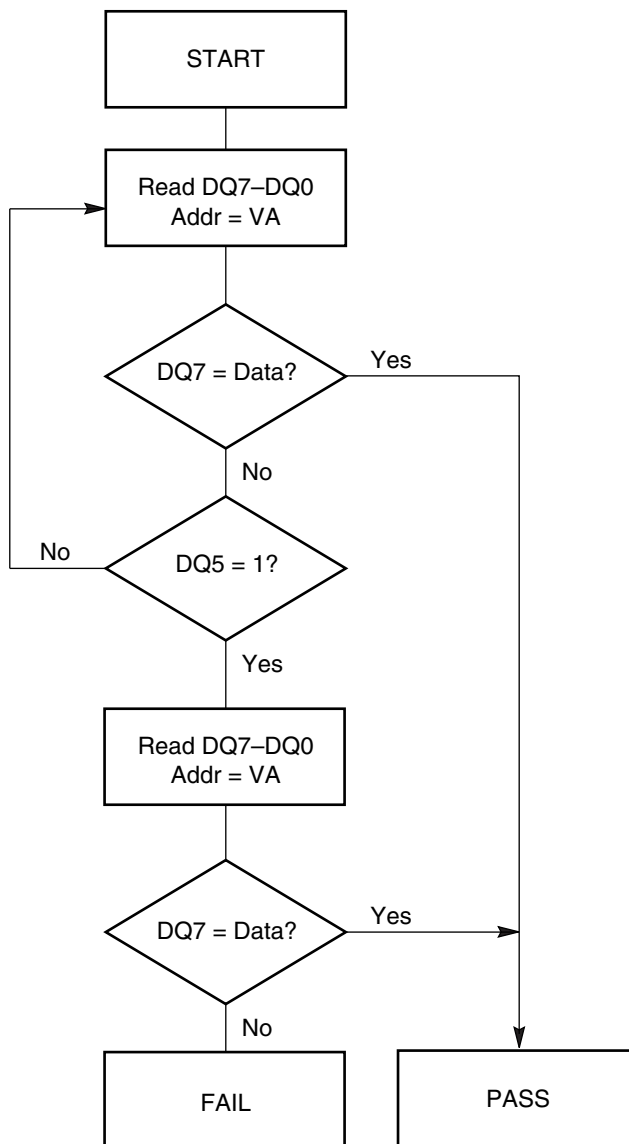 START
Read DQ7–DQ0
Addr = VA
DQ7 = Data?
Yes
No
No
DQ5 = 1?
Yes
Read DQ7–DQ0
Addr = VA
DQ7 = Data?
Yes
No
FAIL
PASS